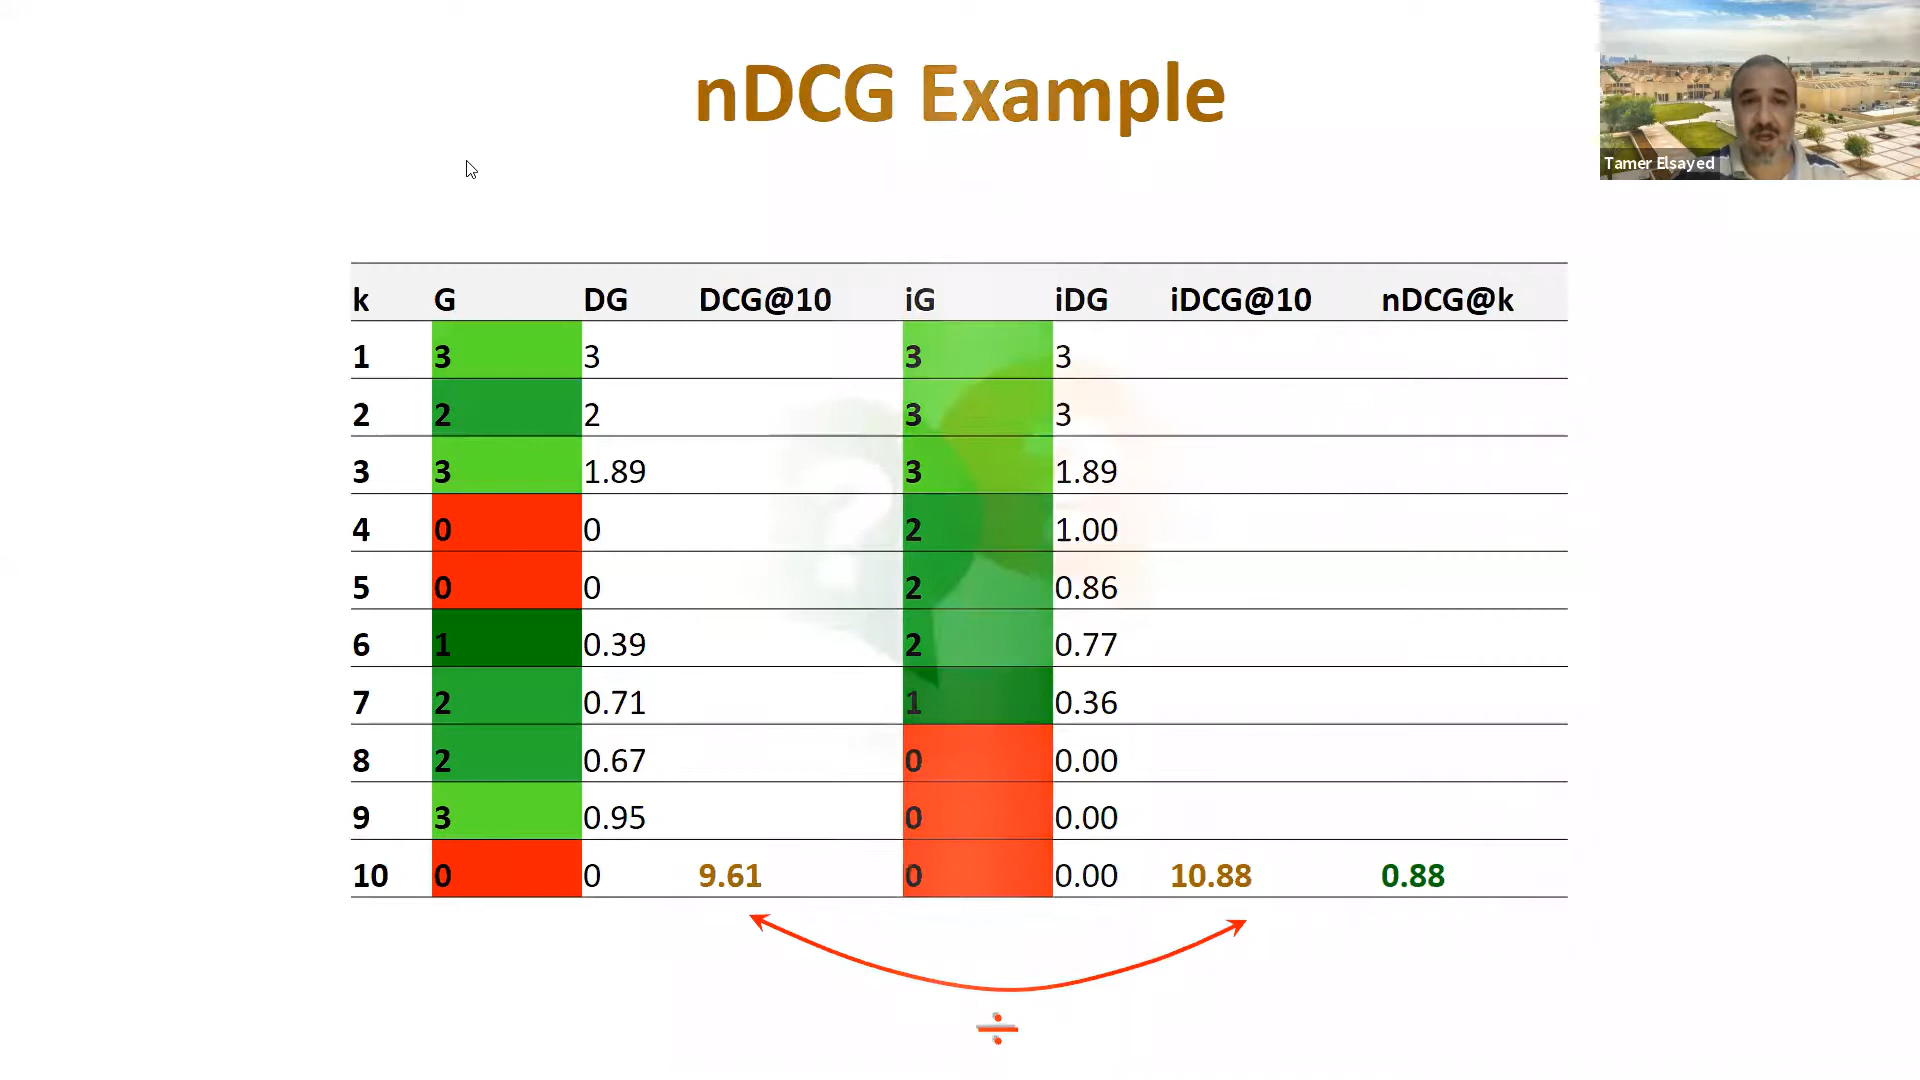 nDCG Example
Tamer Elsayed
k G DG DCG@10 iG iDG iDCG@10 nDCG@k
1 3 3 3 3
2 2 2 3 3
3 3 1.89 3 1.89
4 0 0 2 1.00
5 0 0 2 0.86
6 1 0.39 2 0.77
7 2 0.71 1 0.36
8 2 0.67 0 0.00
9 3 0.95 0 0.00
10 0 0 9.61 0 0.00 10.88 0.88
÷